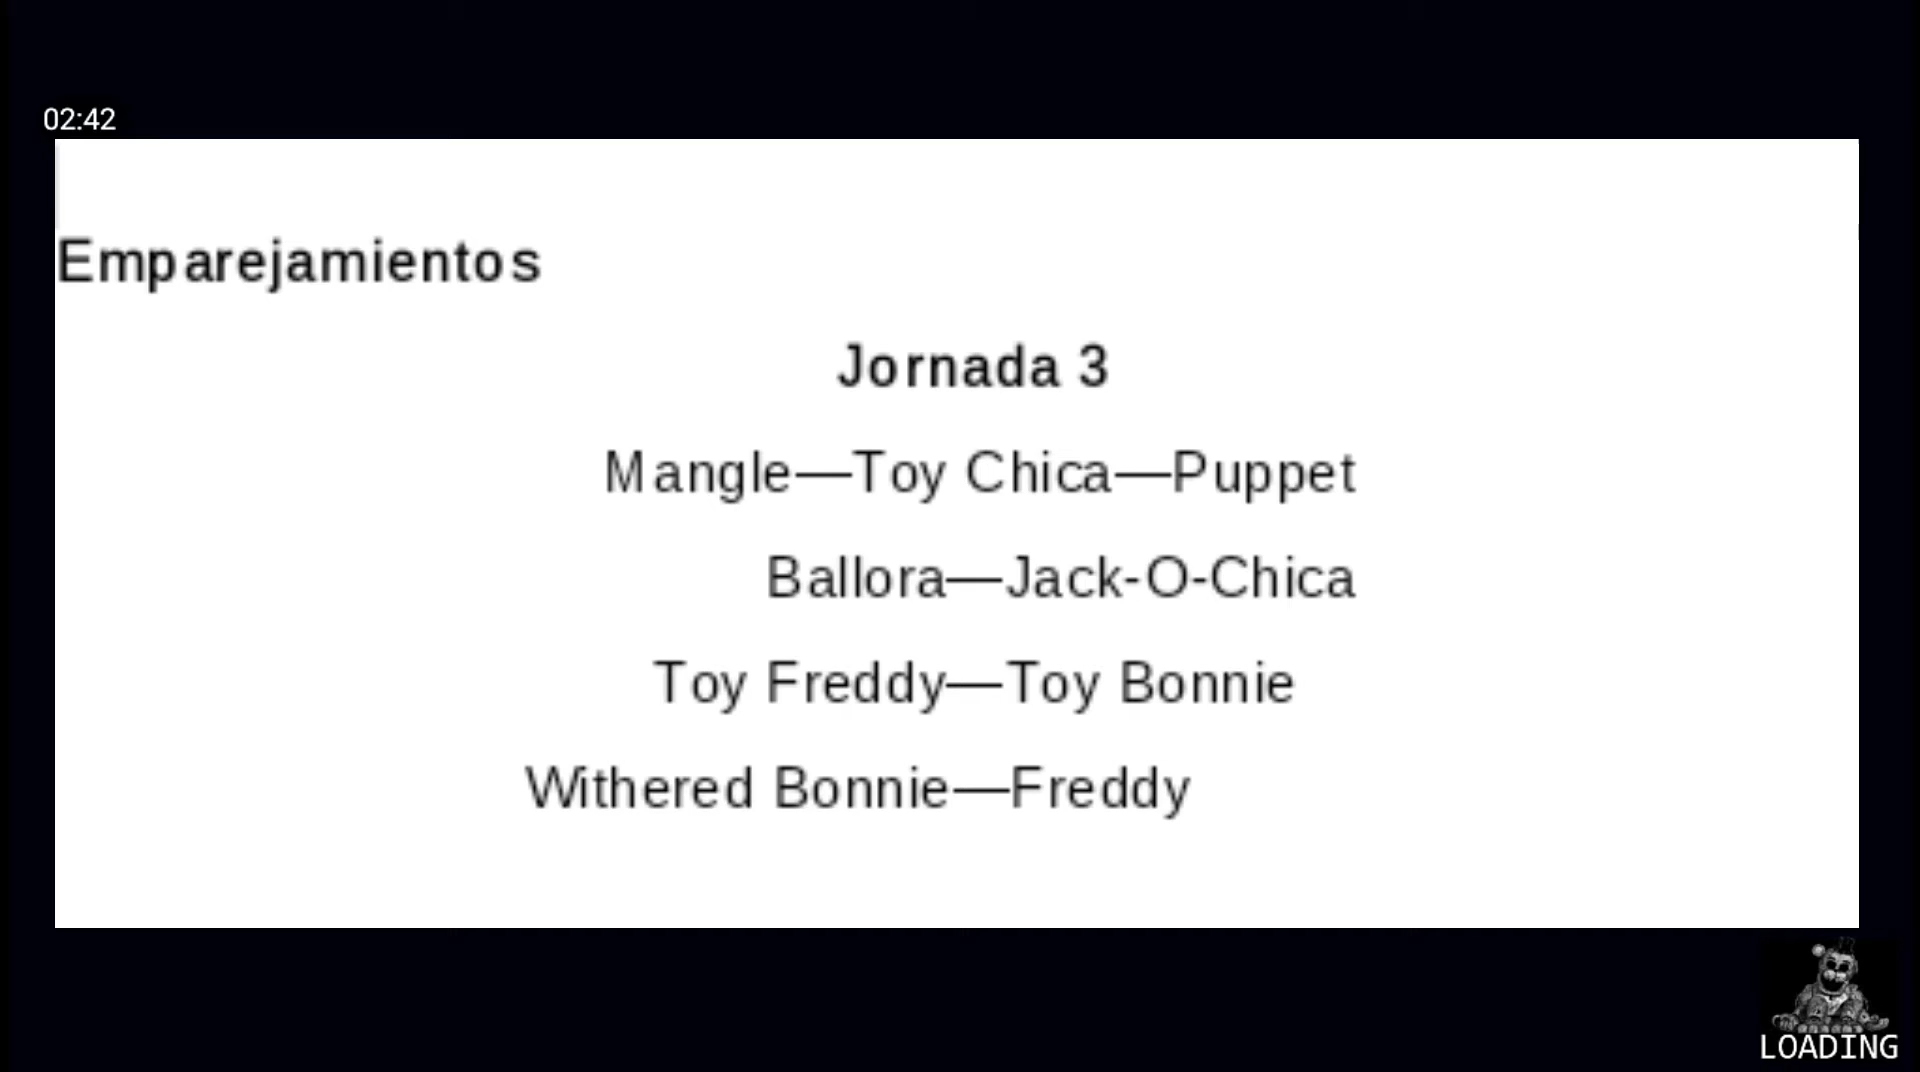 02:42
Emparejamientos
Jornada 3
Mangle—Toy Chica—Puppet
Ballora—Jack-O-Chica
Toy Freddy—Toy Bonnie
Withered Bonnie—Freddy
LOADING